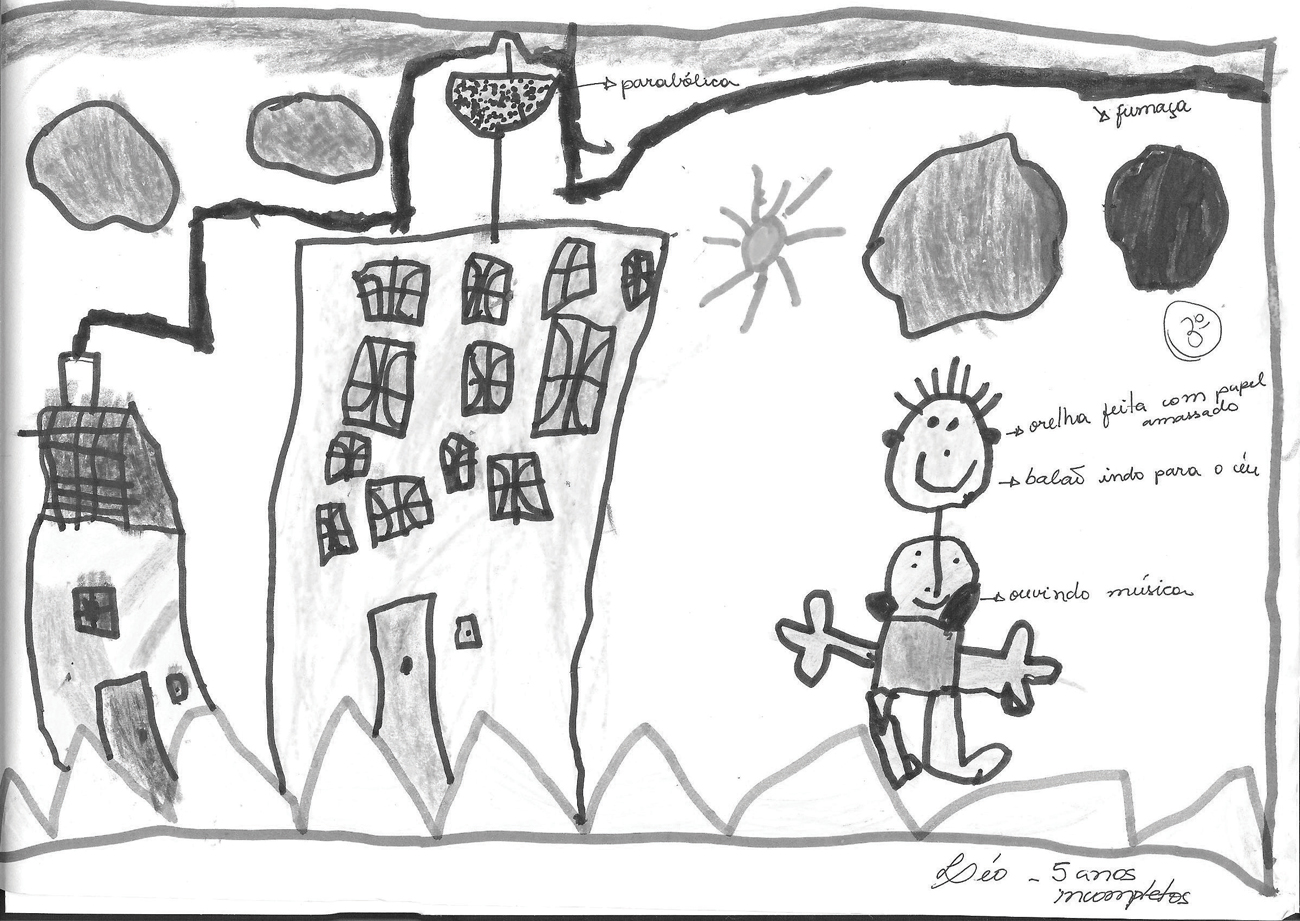 parabólica
fumaça
3º
orelha feita com papel
amassado
balão indo para o céu
ouvindo música
Léo - 5 anos
incompletos